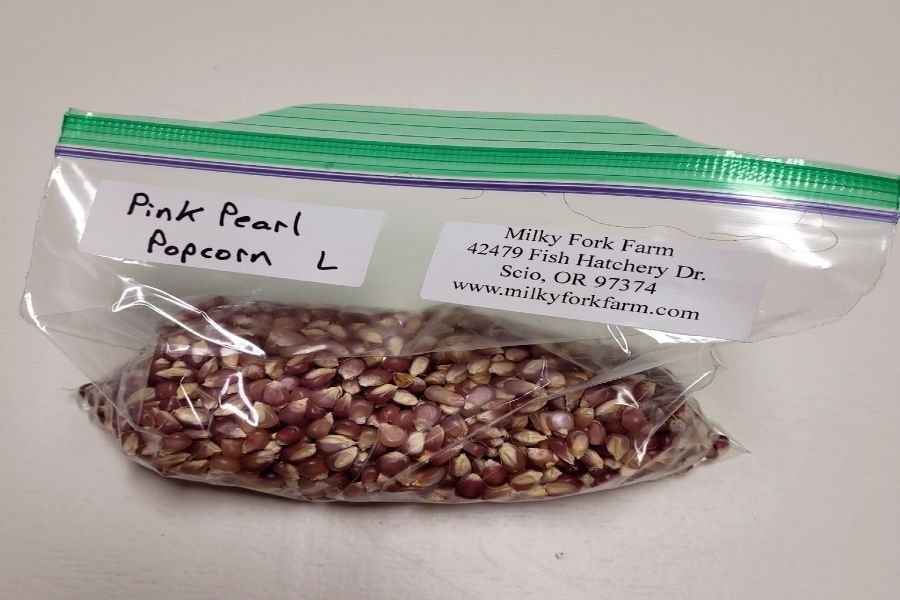 Pink Pearl
Popcorn L
Milky Fork Farm
42479 Fish Hatchery Dr.
Scio, OR 97374
www.milkyforkfarm.com